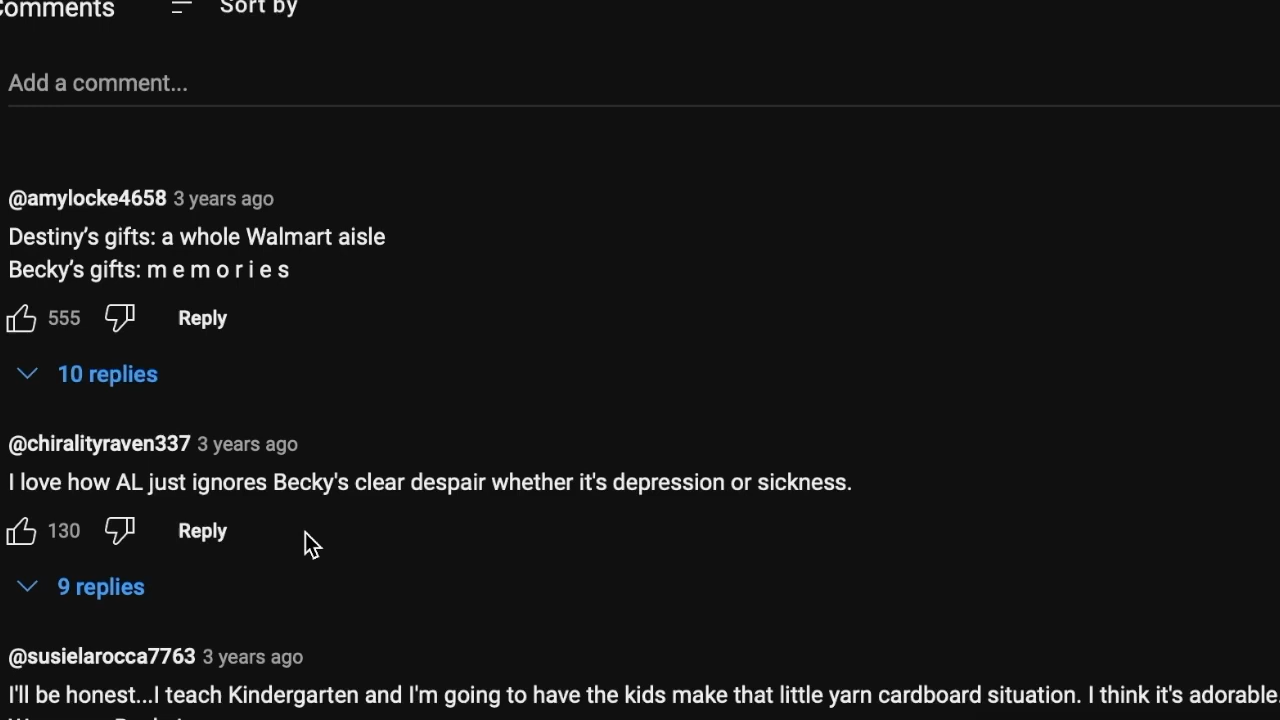 Comments Sort by
Add a comment...
@amylocke4658 3 years ago
Destiny’s gifts: a whole Walmart aisle
Becky’s gifts: m e m o r i e s
555 Reply
10 replies
@chiralityraven337 3 years ago
I love how AL just ignores Becky's clear despair whether it's depression or sickness.
130 Reply
9 replies
@susielarocca7763 3 years ago
I'll be honest...I teach Kindergarten and I'm going to have the kids make that little yarn cardboard situation. I think it's adorable